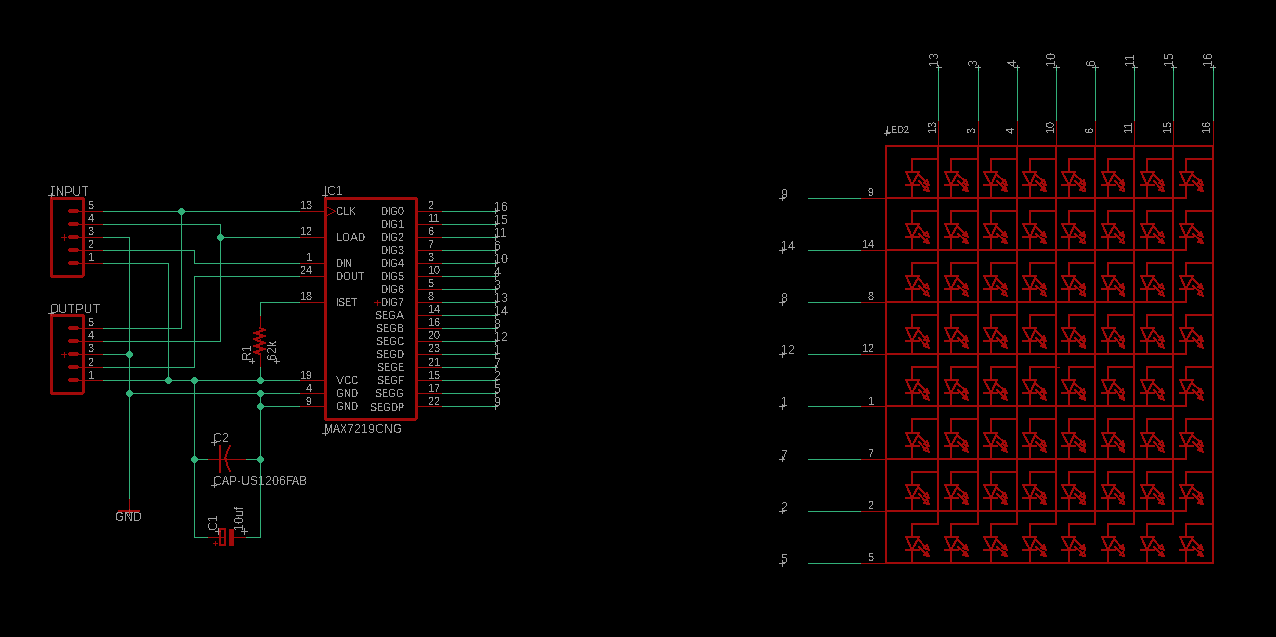 INPUT
5
4
3
2
1
OUTPUT
5
4
3
2
1
GND
IC1
13 CLK
12 LOAD
1 DIN
24 DOUT
18 ISET
19 VCC
4 GND
9 GND
DIG0 2 16
DIG1 11 15
DIG2 6 11
DIG3 7 6
DIG4 3 10
DIG5 10 4
DIG6 5 3
DIG7 8 13
SEGA 14 14
SEGB 16 8
SEGC 20 12
SEGD 23 1
SEGE 21 7
SEGF 15 2
SEGG 17 5
SEGDP 22 9
MAX7219CNG
R1
62k
C2
CAP-US1206FAB
C1
10uf
13 3 4 10 6 11 15 16
LED2
13 3 4 10 6 11 15 16
9 9
14 14
8 8
12 12
1 1
7 7
2 2
5 5